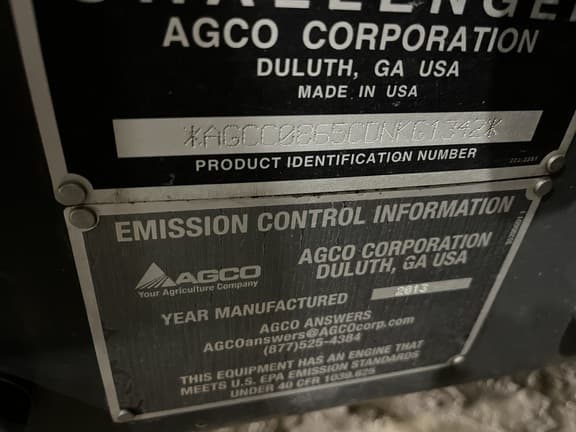 CHALLENGER
AGCO CORPORATION
DULUTH, GA USA
MADE IN USA
*AGCC0865CDNKG1342*
PRODUCT IDENTIFICATION NUMBER
EMISSION CONTROL INFORMATION
AGCO
Your Agriculture Company
AGCO CORPORATION
DULUTH, GA USA
YEAR MANUFACTURED 2013
AGCO ANSWERS
AGCOanswers@AGCOcorp.com
(877)525-4384
THIS EQUIPMENT HAS AN ENGINE THAT
MEETS U.S. EPA EMISSION STANDARDS
UNDER 40 CFR 1039.625